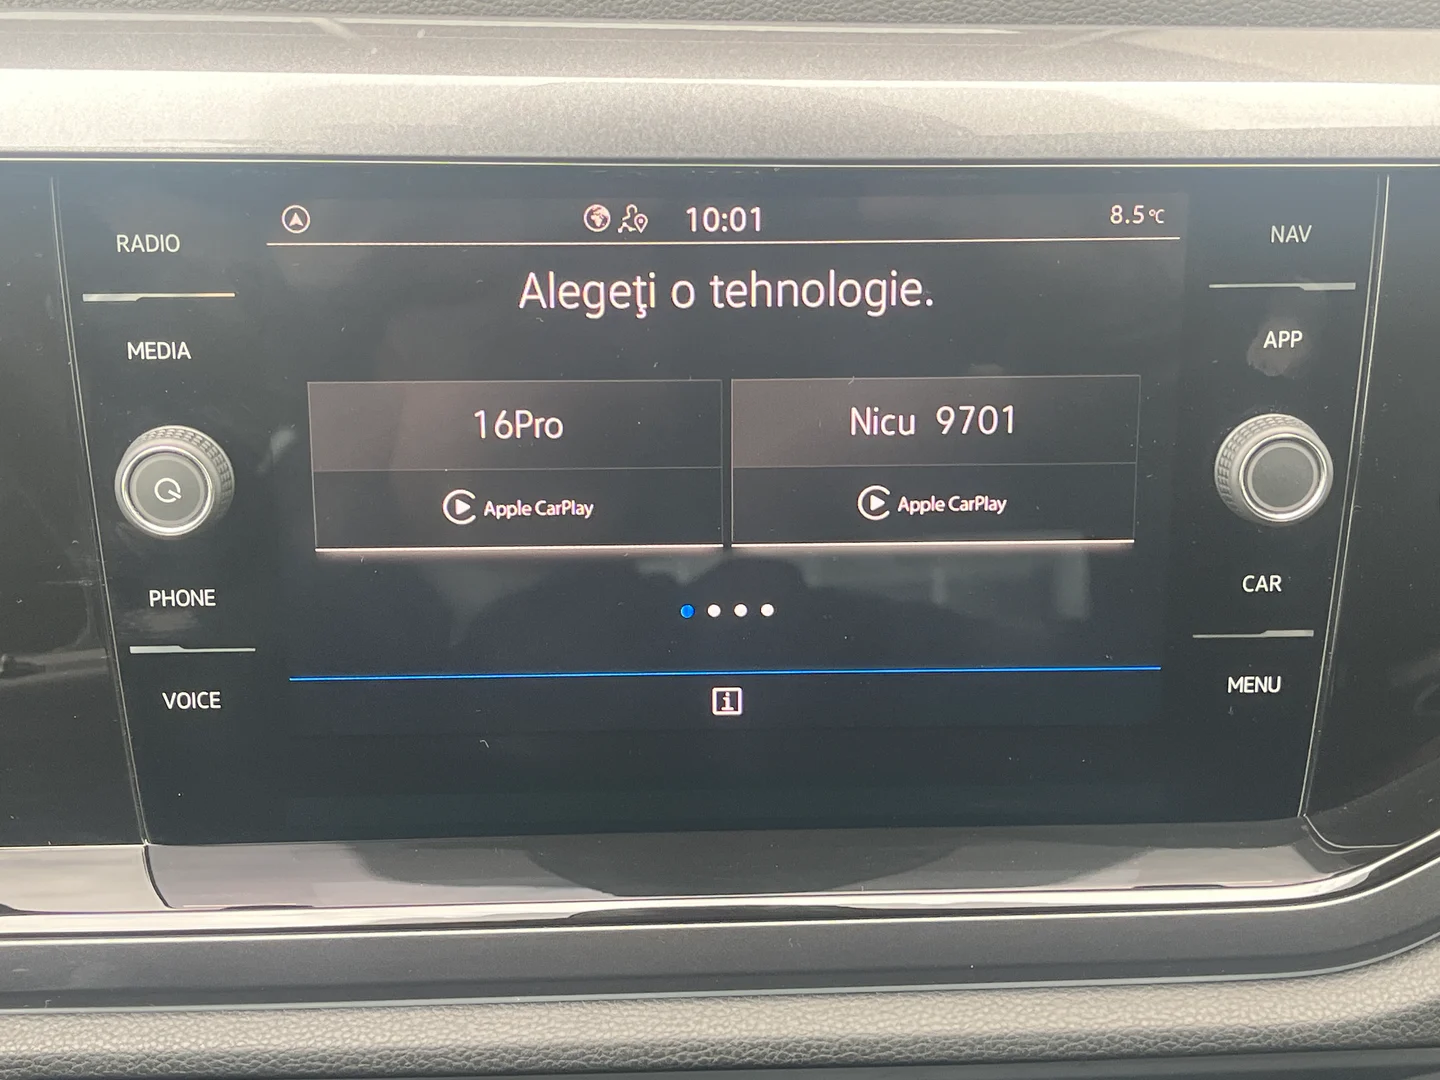 10:01
8.5°C
RADIO
NAV
Alegeţi o tehnologie.
MEDIA
APP
16Pro
Nicu 9701
Apple CarPlay
Apple CarPlay
PHONE
CAR
VOICE
MENU
i